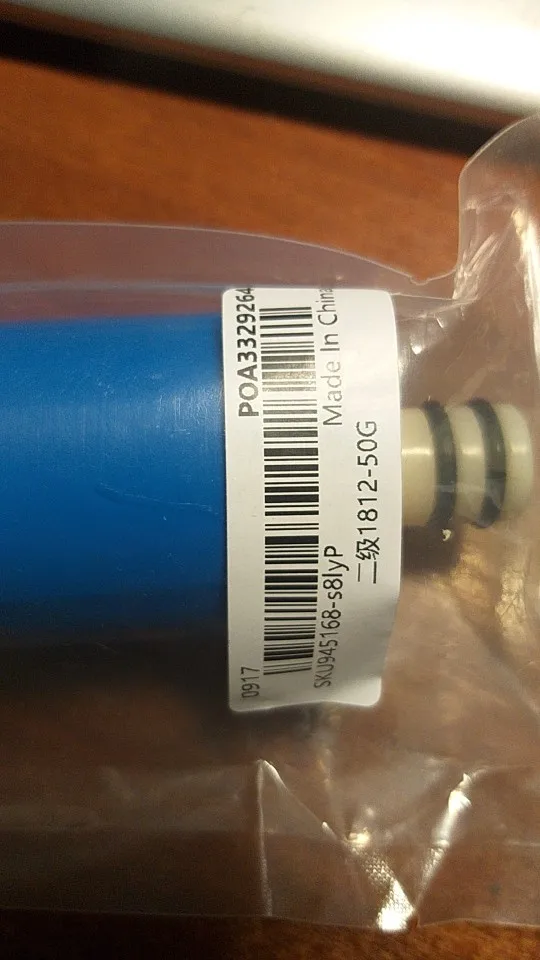 POA3329264
Made In China
0917
SKU945168-s8lyP
二级1812-50G